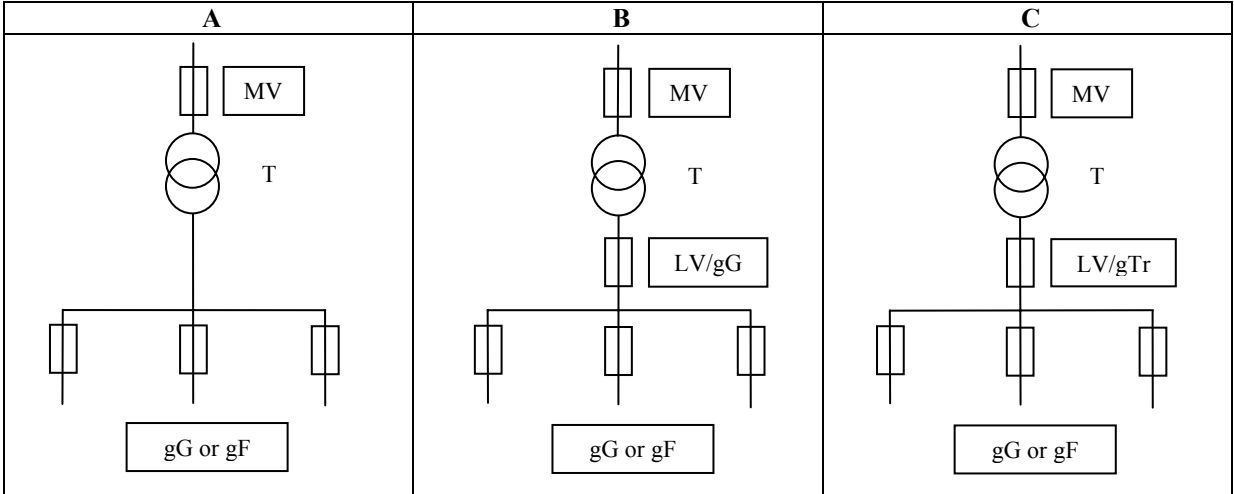 A B C
MV MV MV
T T T
LV/gG LV/gTr
gG or gF gG or gF gG or gF